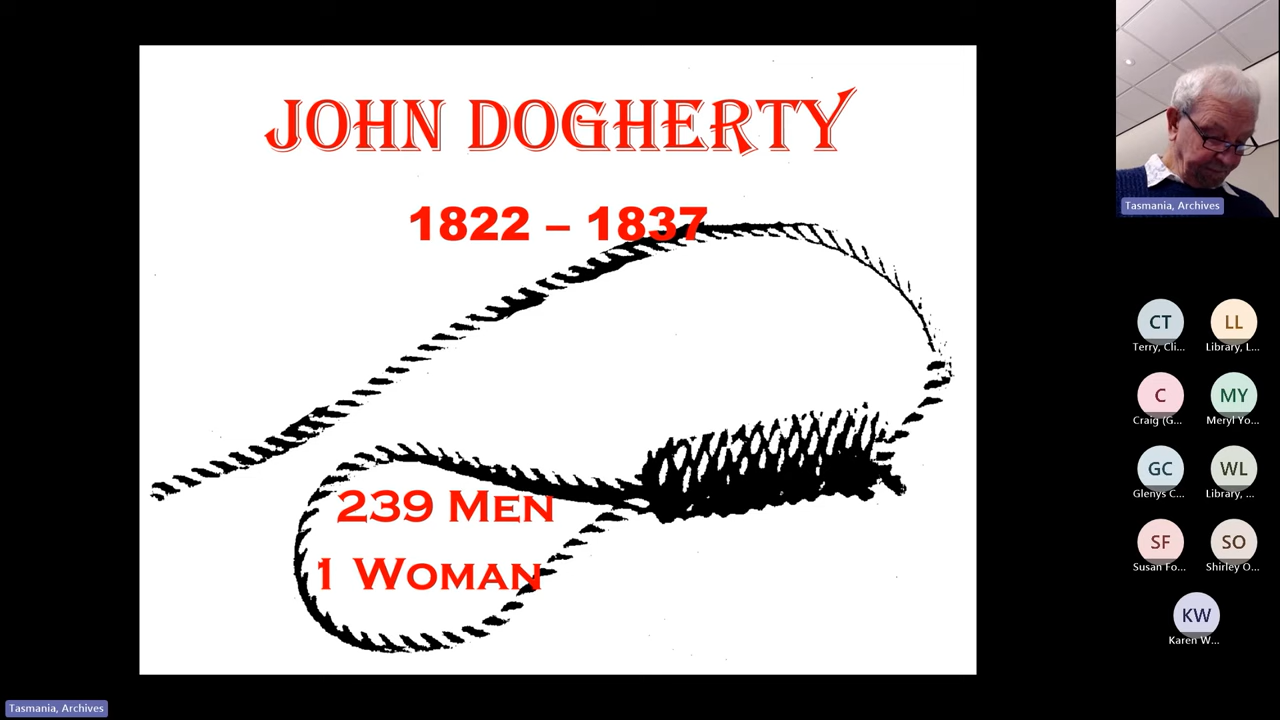 JOHN DOGHERTY
1822 – 1837
239 MEN
1 WOMAN
Tasmania, Archives
CT
LL
Terry, Cli...
Library, L...
C
MY
Craig (G...
Meryl Yo...
GC
WL
Glenys C...
Library, ...
SF
SO
Susan Fo...
Shirley O...
KW
Karen W...
Tasmania, Archives